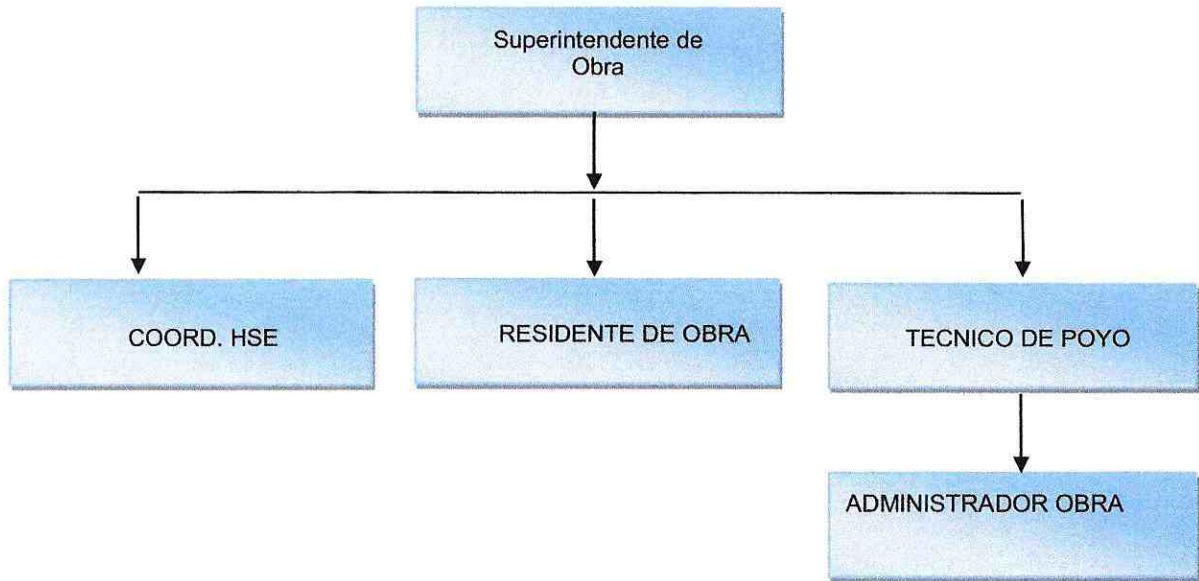 Superintendente de
Obra
COORD. HSE
RESIDENTE DE OBRA
TECNICO DE POYO
ADMINISTRADOR OBRA